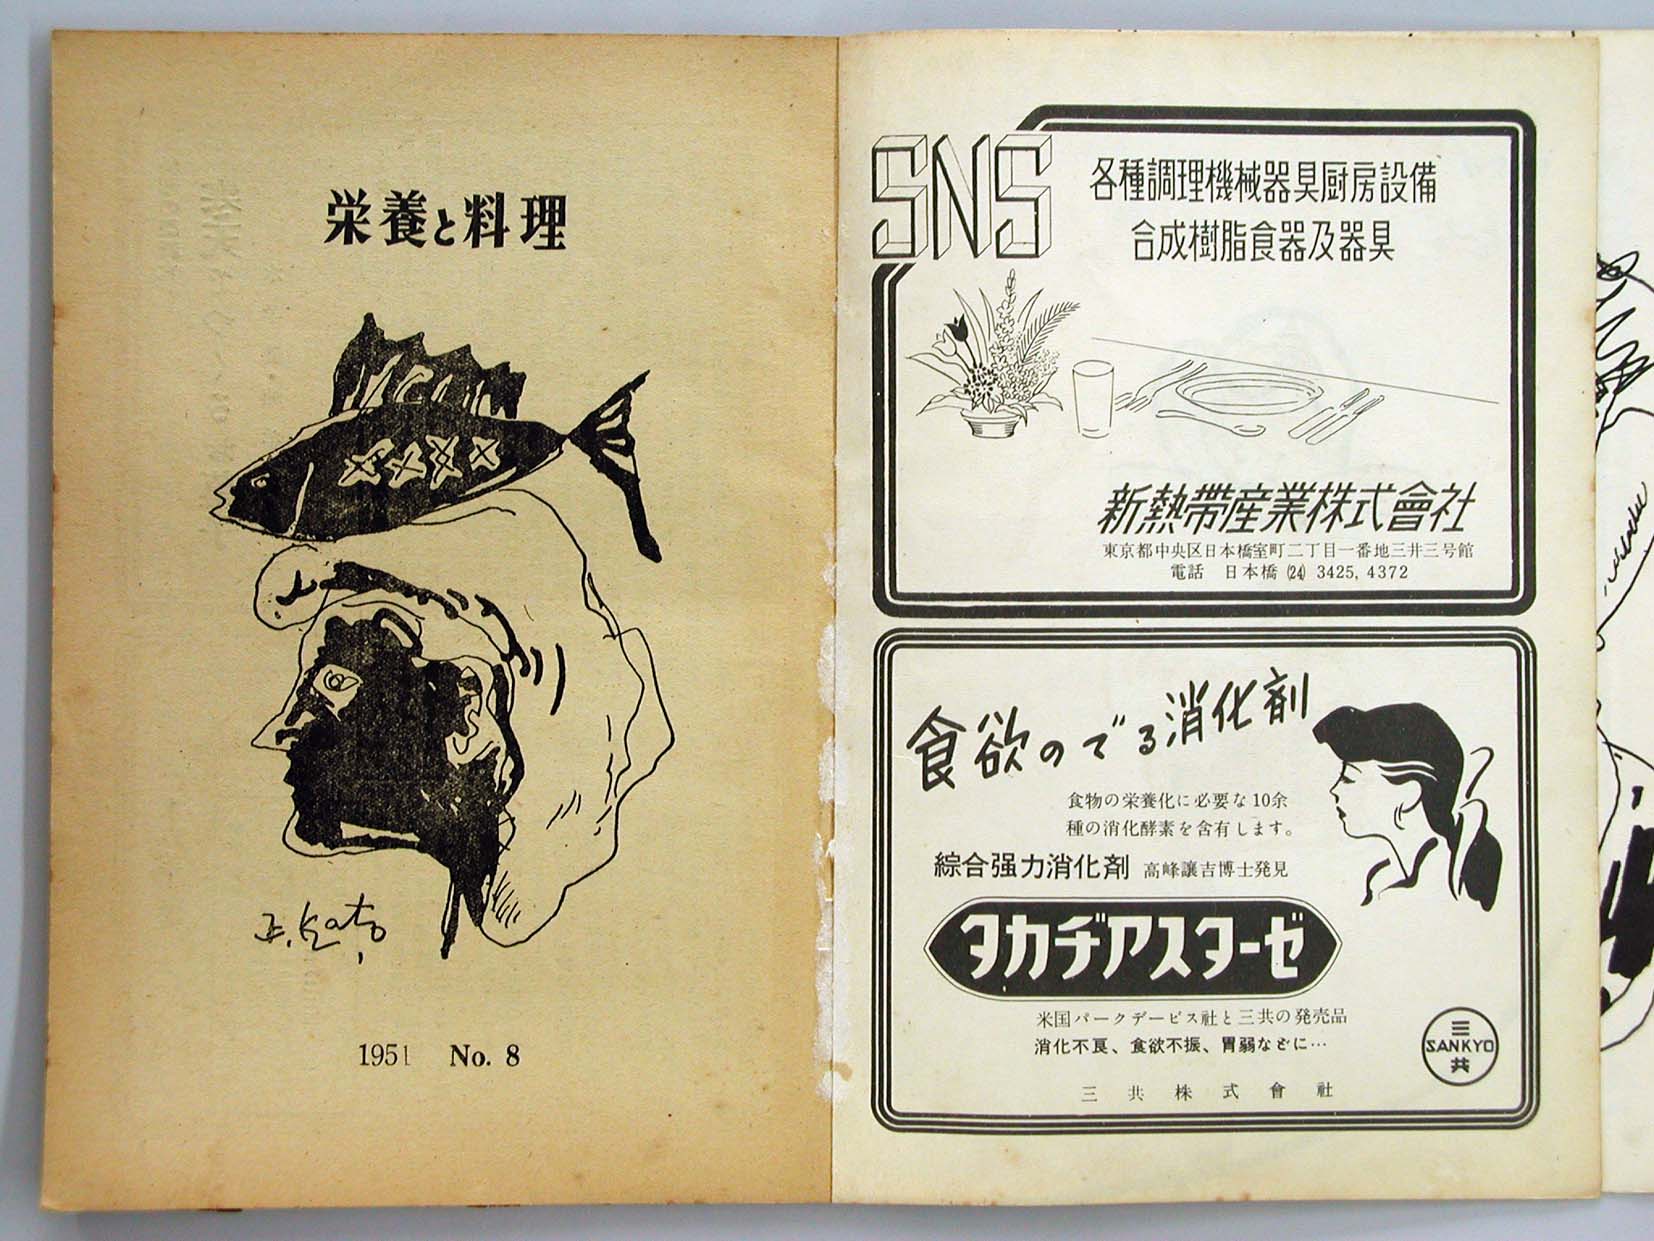 栄養と料理
1951 No. 8
SNS
各種調理機械器具厨房設備
合成樹脂食器及器具
新熱帯産業株式會社
東京都中央区日本橋室町二丁目一番地三井三号館
電話 日本橋 (24) 3425, 4372
食欲のでる消化剤
食物の栄養化に必要な10余
種の消化酵素を含有します。
綜合强力消化剤 高峰讓吉博士発見
タカヂアスターゼ
米国パークデービス社と三共の発売品
消化不良、食欲不振、胃弱などに…
三共
SANKYO
三共株式會社